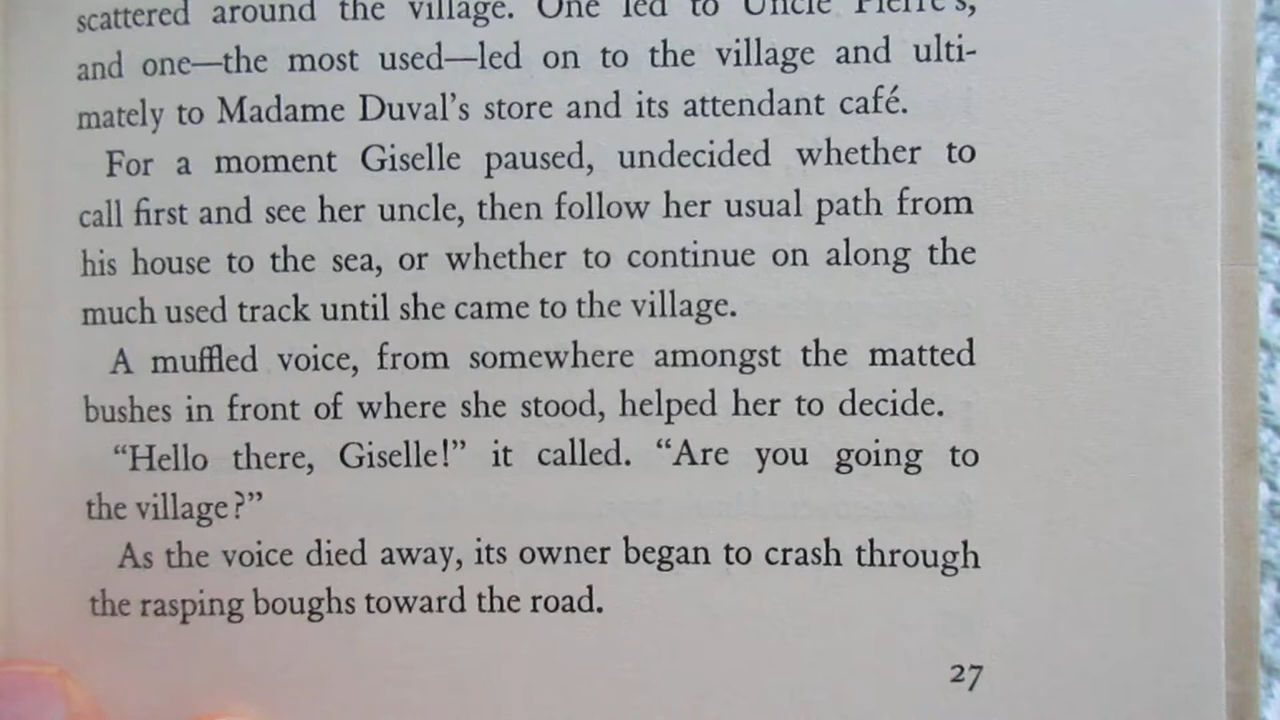 scattered around the village. One led to Uncle Pierre's,
and one—the most used—led on to the village and ulti-
mately to Madame Duval's store and its attendant café.
For a moment Giselle paused, undecided whether to
call first and see her uncle, then follow her usual path from
his house to the sea, or whether to continue on along the
much used track until she came to the village.
A muffled voice, from somewhere amongst the matted
bushes in front of where she stood, helped her to decide.
“Hello there, Giselle!” it called. “Are you going to
the village?”
As the voice died away, its owner began to crash through
the rasping boughs toward the road.
27